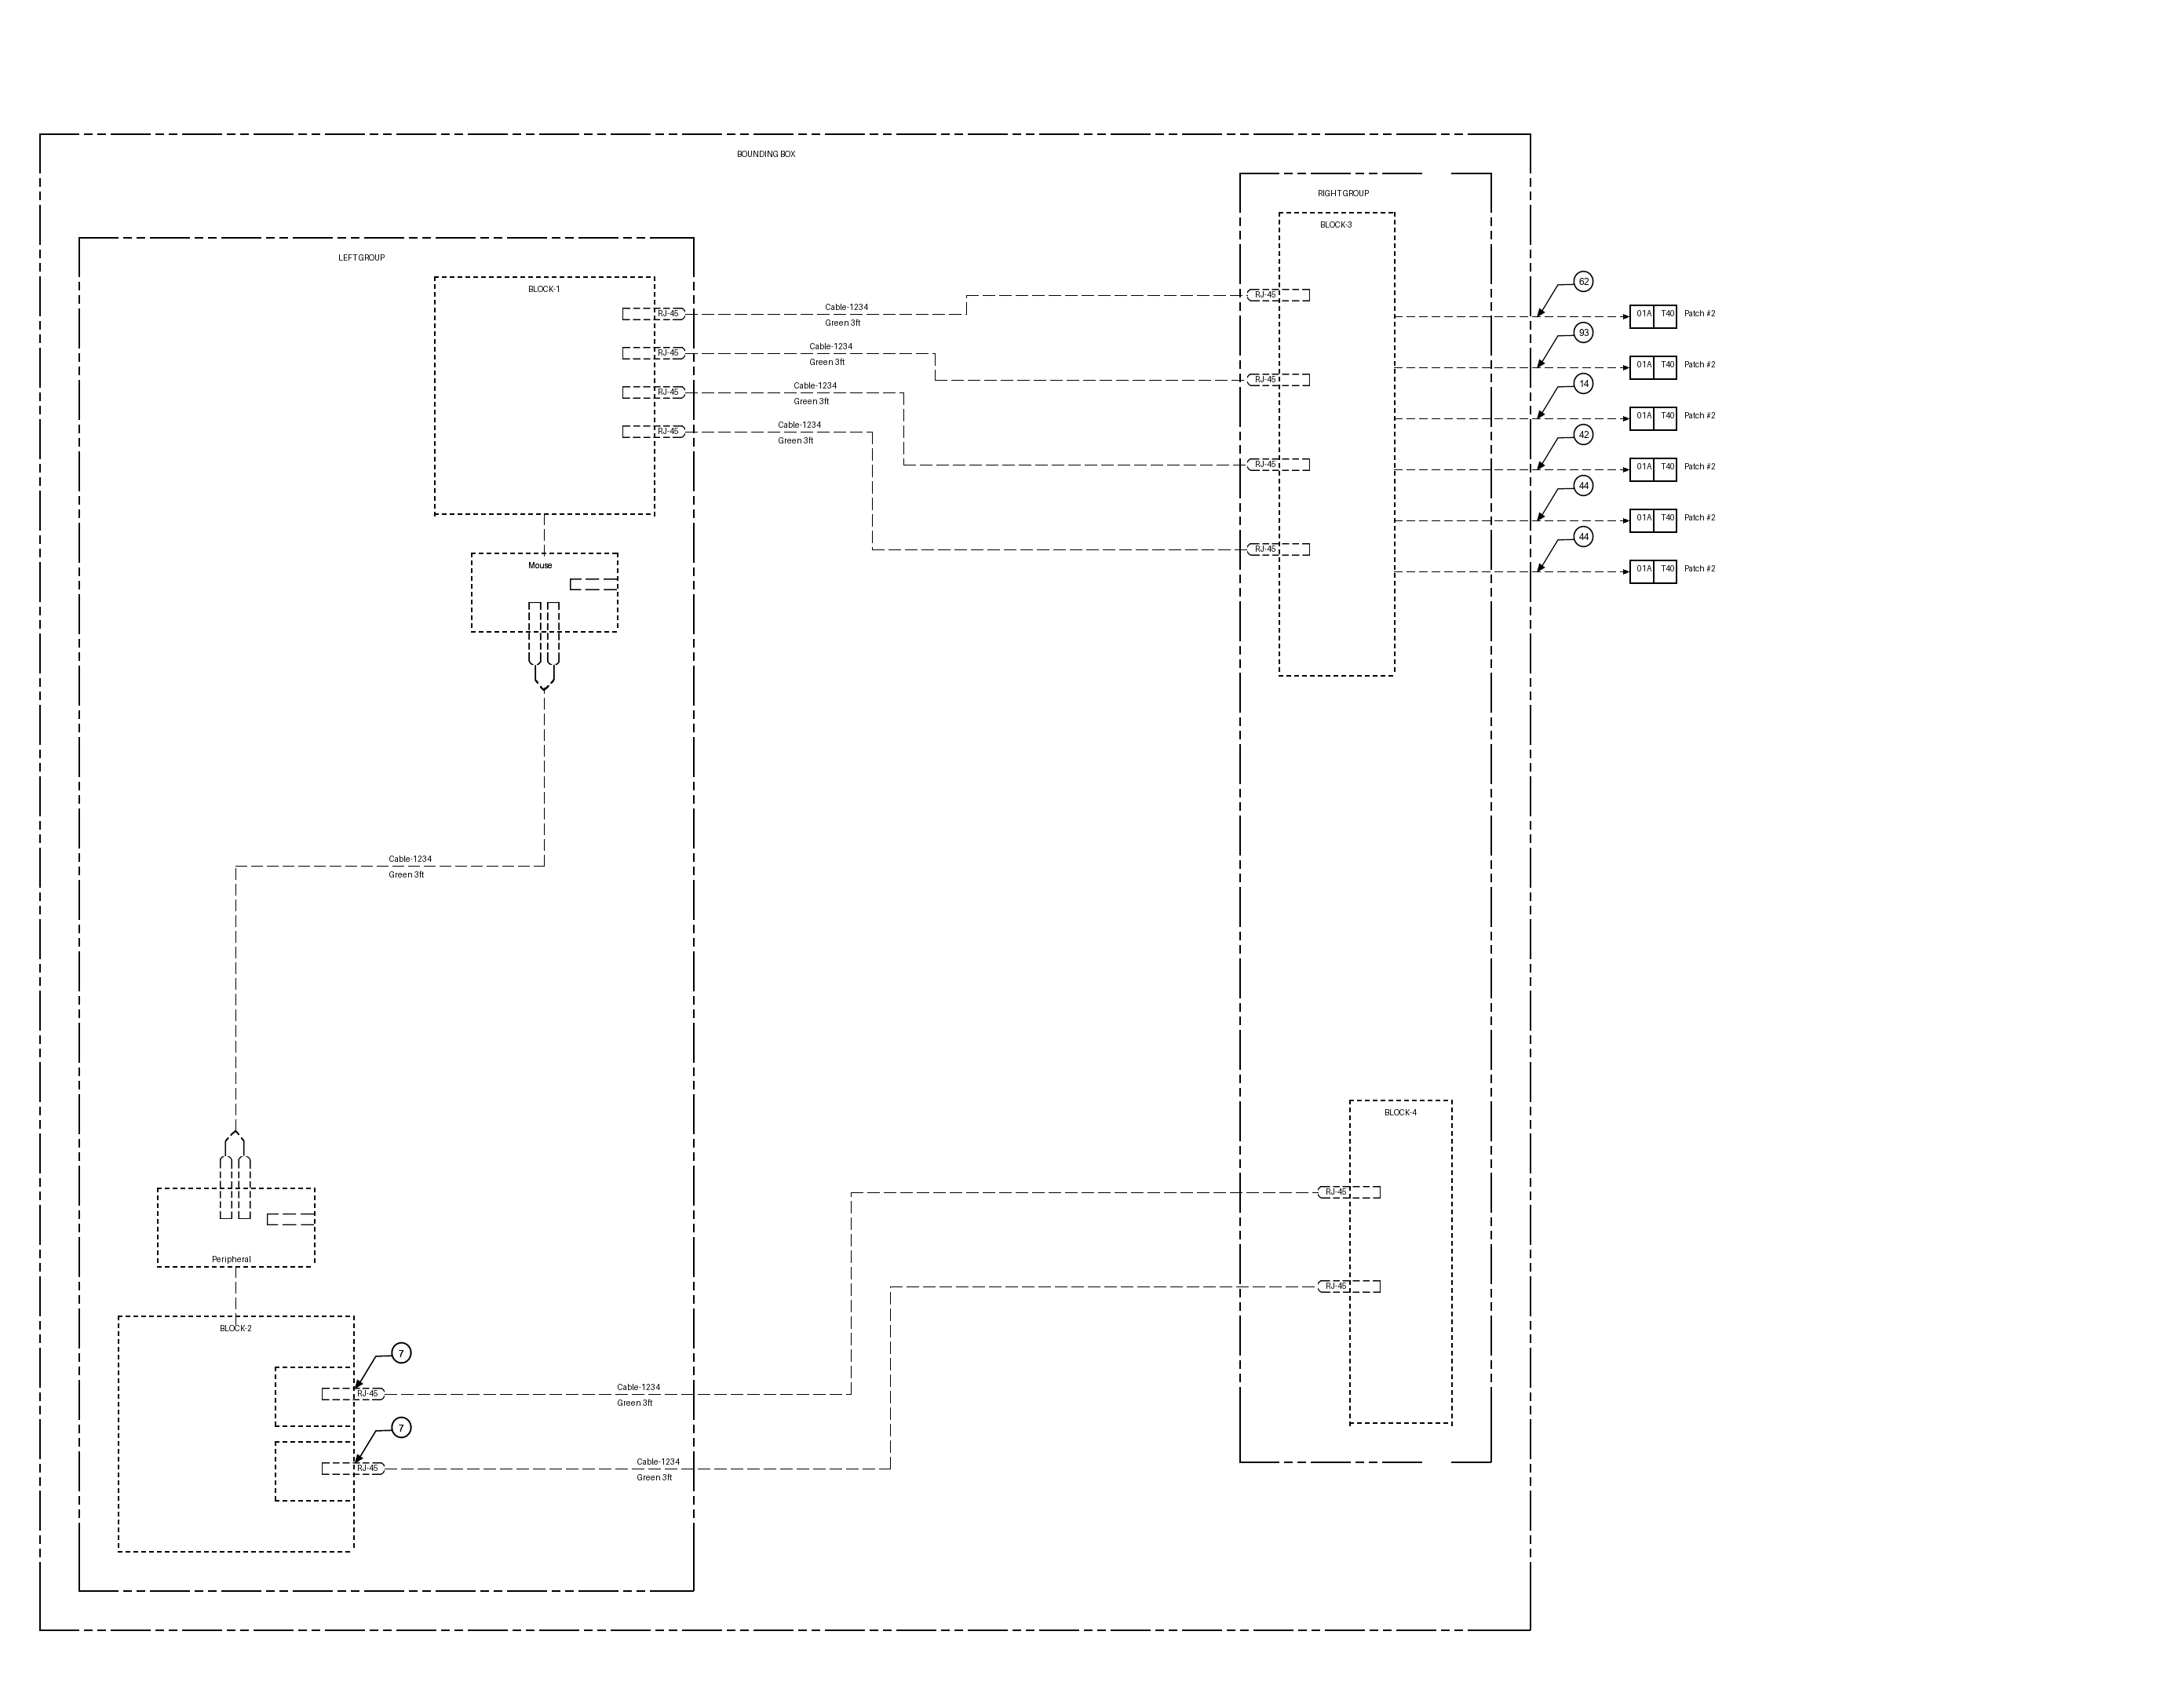 BOUNDING BOX
RIGHT GROUP
BLOCK-3
LEFT GROUP
BLOCK-1
RJ-45
Cable-1234
Green 3ft
RJ-45
RJ-45
Cable-1234
Green 3ft
RJ-45
RJ-45
Cable-1234
Green 3ft
RJ-45
RJ-45
Cable-1234
Green 3ft
RJ-45
62
01A T40 Patch #2
93
01A T40 Patch #2
14
01A T40 Patch #2
42
01A T40 Patch #2
44
01A T40 Patch #2
44
01A T40 Patch #2
Mouse
Cable-1234
Green 3ft
BLOCK-4
RJ-45
RJ-45
Peripheral
BLOCK-2
7
RJ-45
Cable-1234
Green 3ft
7
RJ-45
Cable-1234
Green 3ft